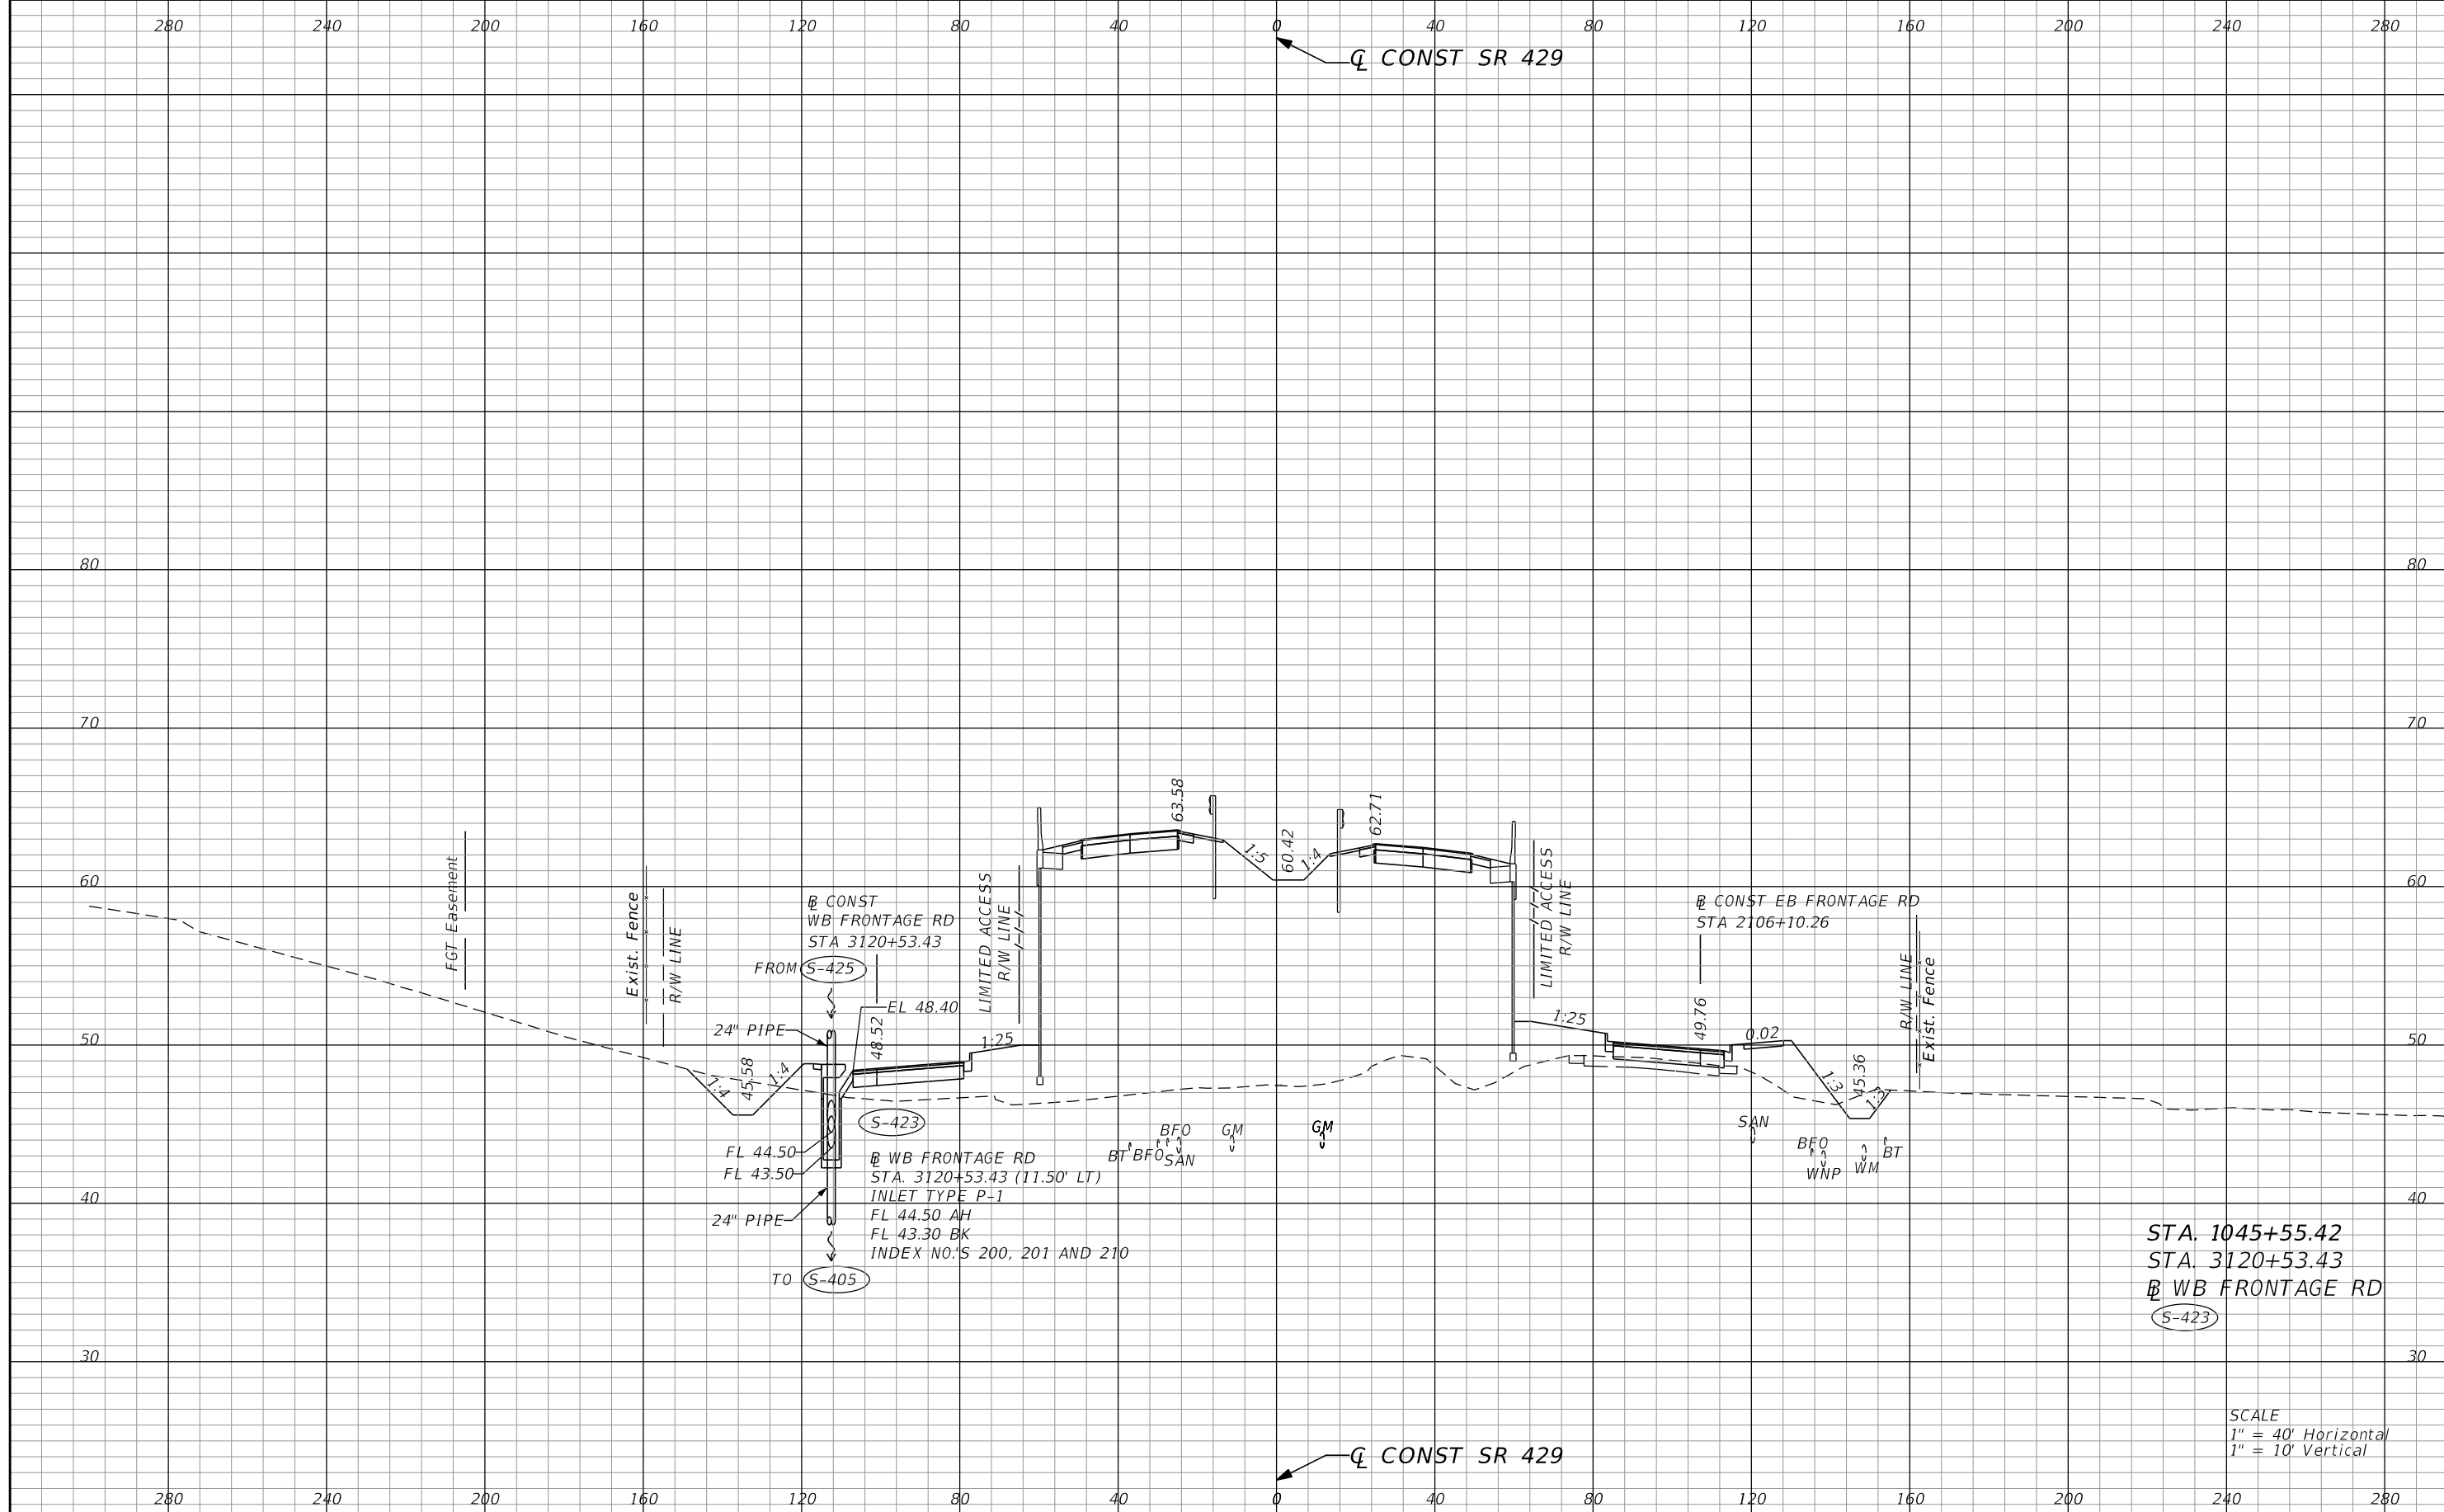 280 240 200 160 120 80 40 0 40 80 120 160 200 240 280
℄ CONST SR 429
80 80
70 70
63.58
62.71
60.42
1:5
1:4
60 60
FGT Easement
Exist. Fence
R/W LINE
B̲L CONST
WB FRONTAGE RD
STA 3120+53.43
FROM S-425
LIMITED ACCESS
R/W LINE
LIMITED ACCESS
R/W LINE
BL CONST EB FRONTAGE RD
STA 2106+10.26
R/W LINE
Exist. Fence
EL 48.40
24" PIPE
48.52
1:25
1:25
49.76
0.02
50 50
1:4
45.58
1:4
1:3
45.36
1:3
S-423
FL 44.50
FL 43.50
BT
BFO
BFO
SAN
GM
GM
SAN
BFO
WNP
WM
BT
BL WB FRONTAGE RD
STA. 3120+53.43 (11.50' LT)
INLET TYPE P-1
FL 44.50 AH
FL 43.30 BK
INDEX NO.'S 200, 201 AND 210
40 40
24" PIPE
TO S-405
STA. 1045+55.42
STA. 3120+53.43
BL WB FRONTAGE RD
S-423
30 30
SCALE
1" = 40' Horizontal
1" = 10' Vertical
℄ CONST SR 429
280 240 200 160 120 80 40 0 40 80 120 160 200 240 280